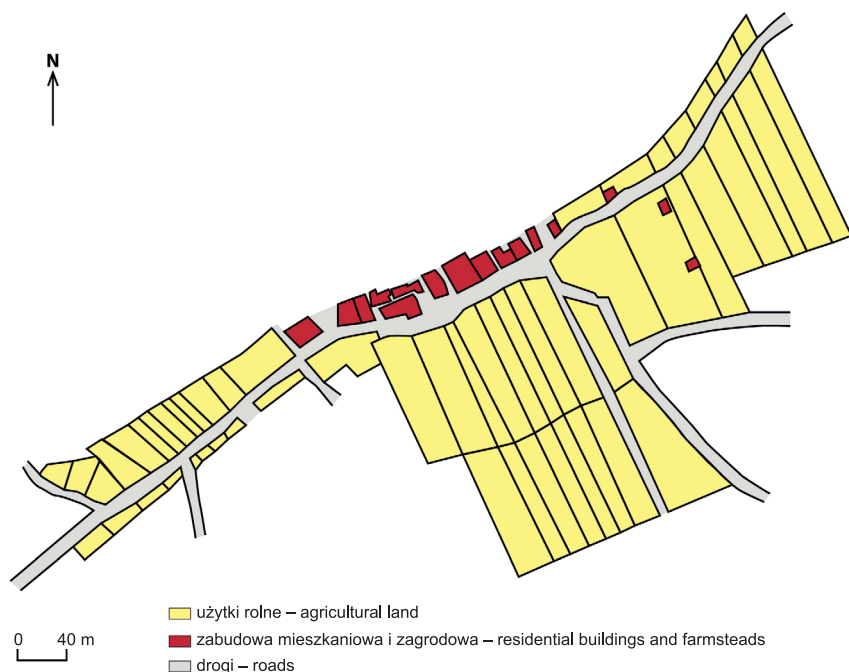 N
użytki rolne – agricultural land
zabudowa mieszkaniowa i zagrodowa – residential buildings and farmsteads
drogi – roads
0 40 m